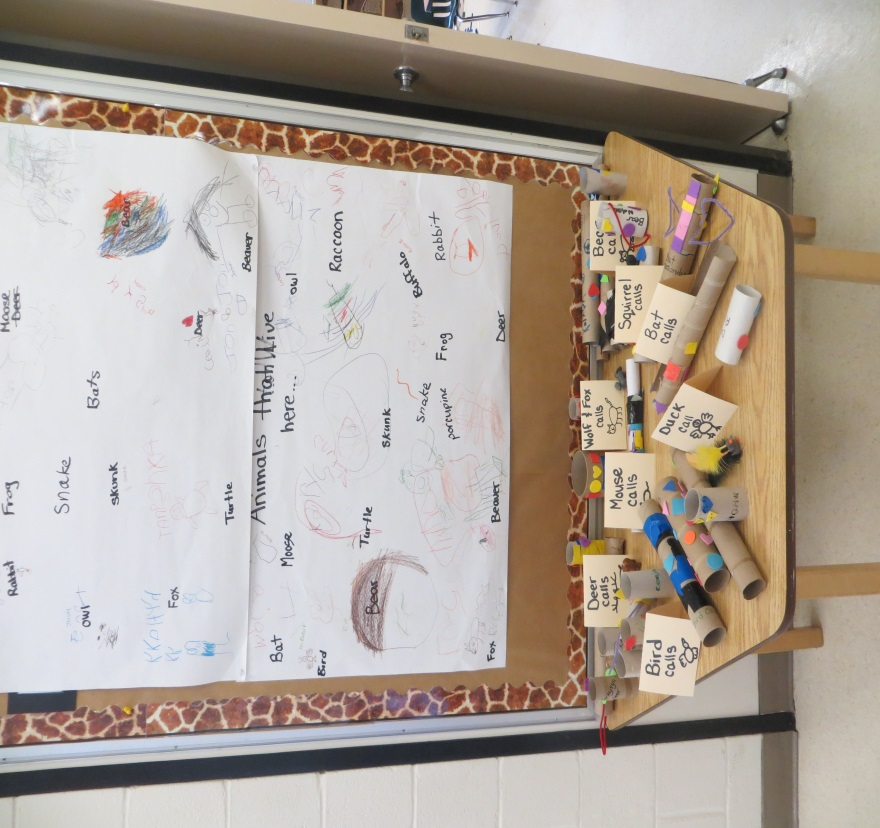 Rabbit
Frog
Moose
Deer
Snake
Bats
owl
skunk
Bear
Fox
Deer
Turtle
Beaver
Animals that live
here...
Moose
owl
Bat
Bird
Turtle
Raccoon
Bear
skunk
Buffalo
snake
porcupine
Frog
Rabbit
Fox
Beaver
Deer
Deer
calls
Mouse
calls
Wolf & Fox
calls
Squirrel
calls
Bear
Bird
calls
Duck
call
Bat
calls